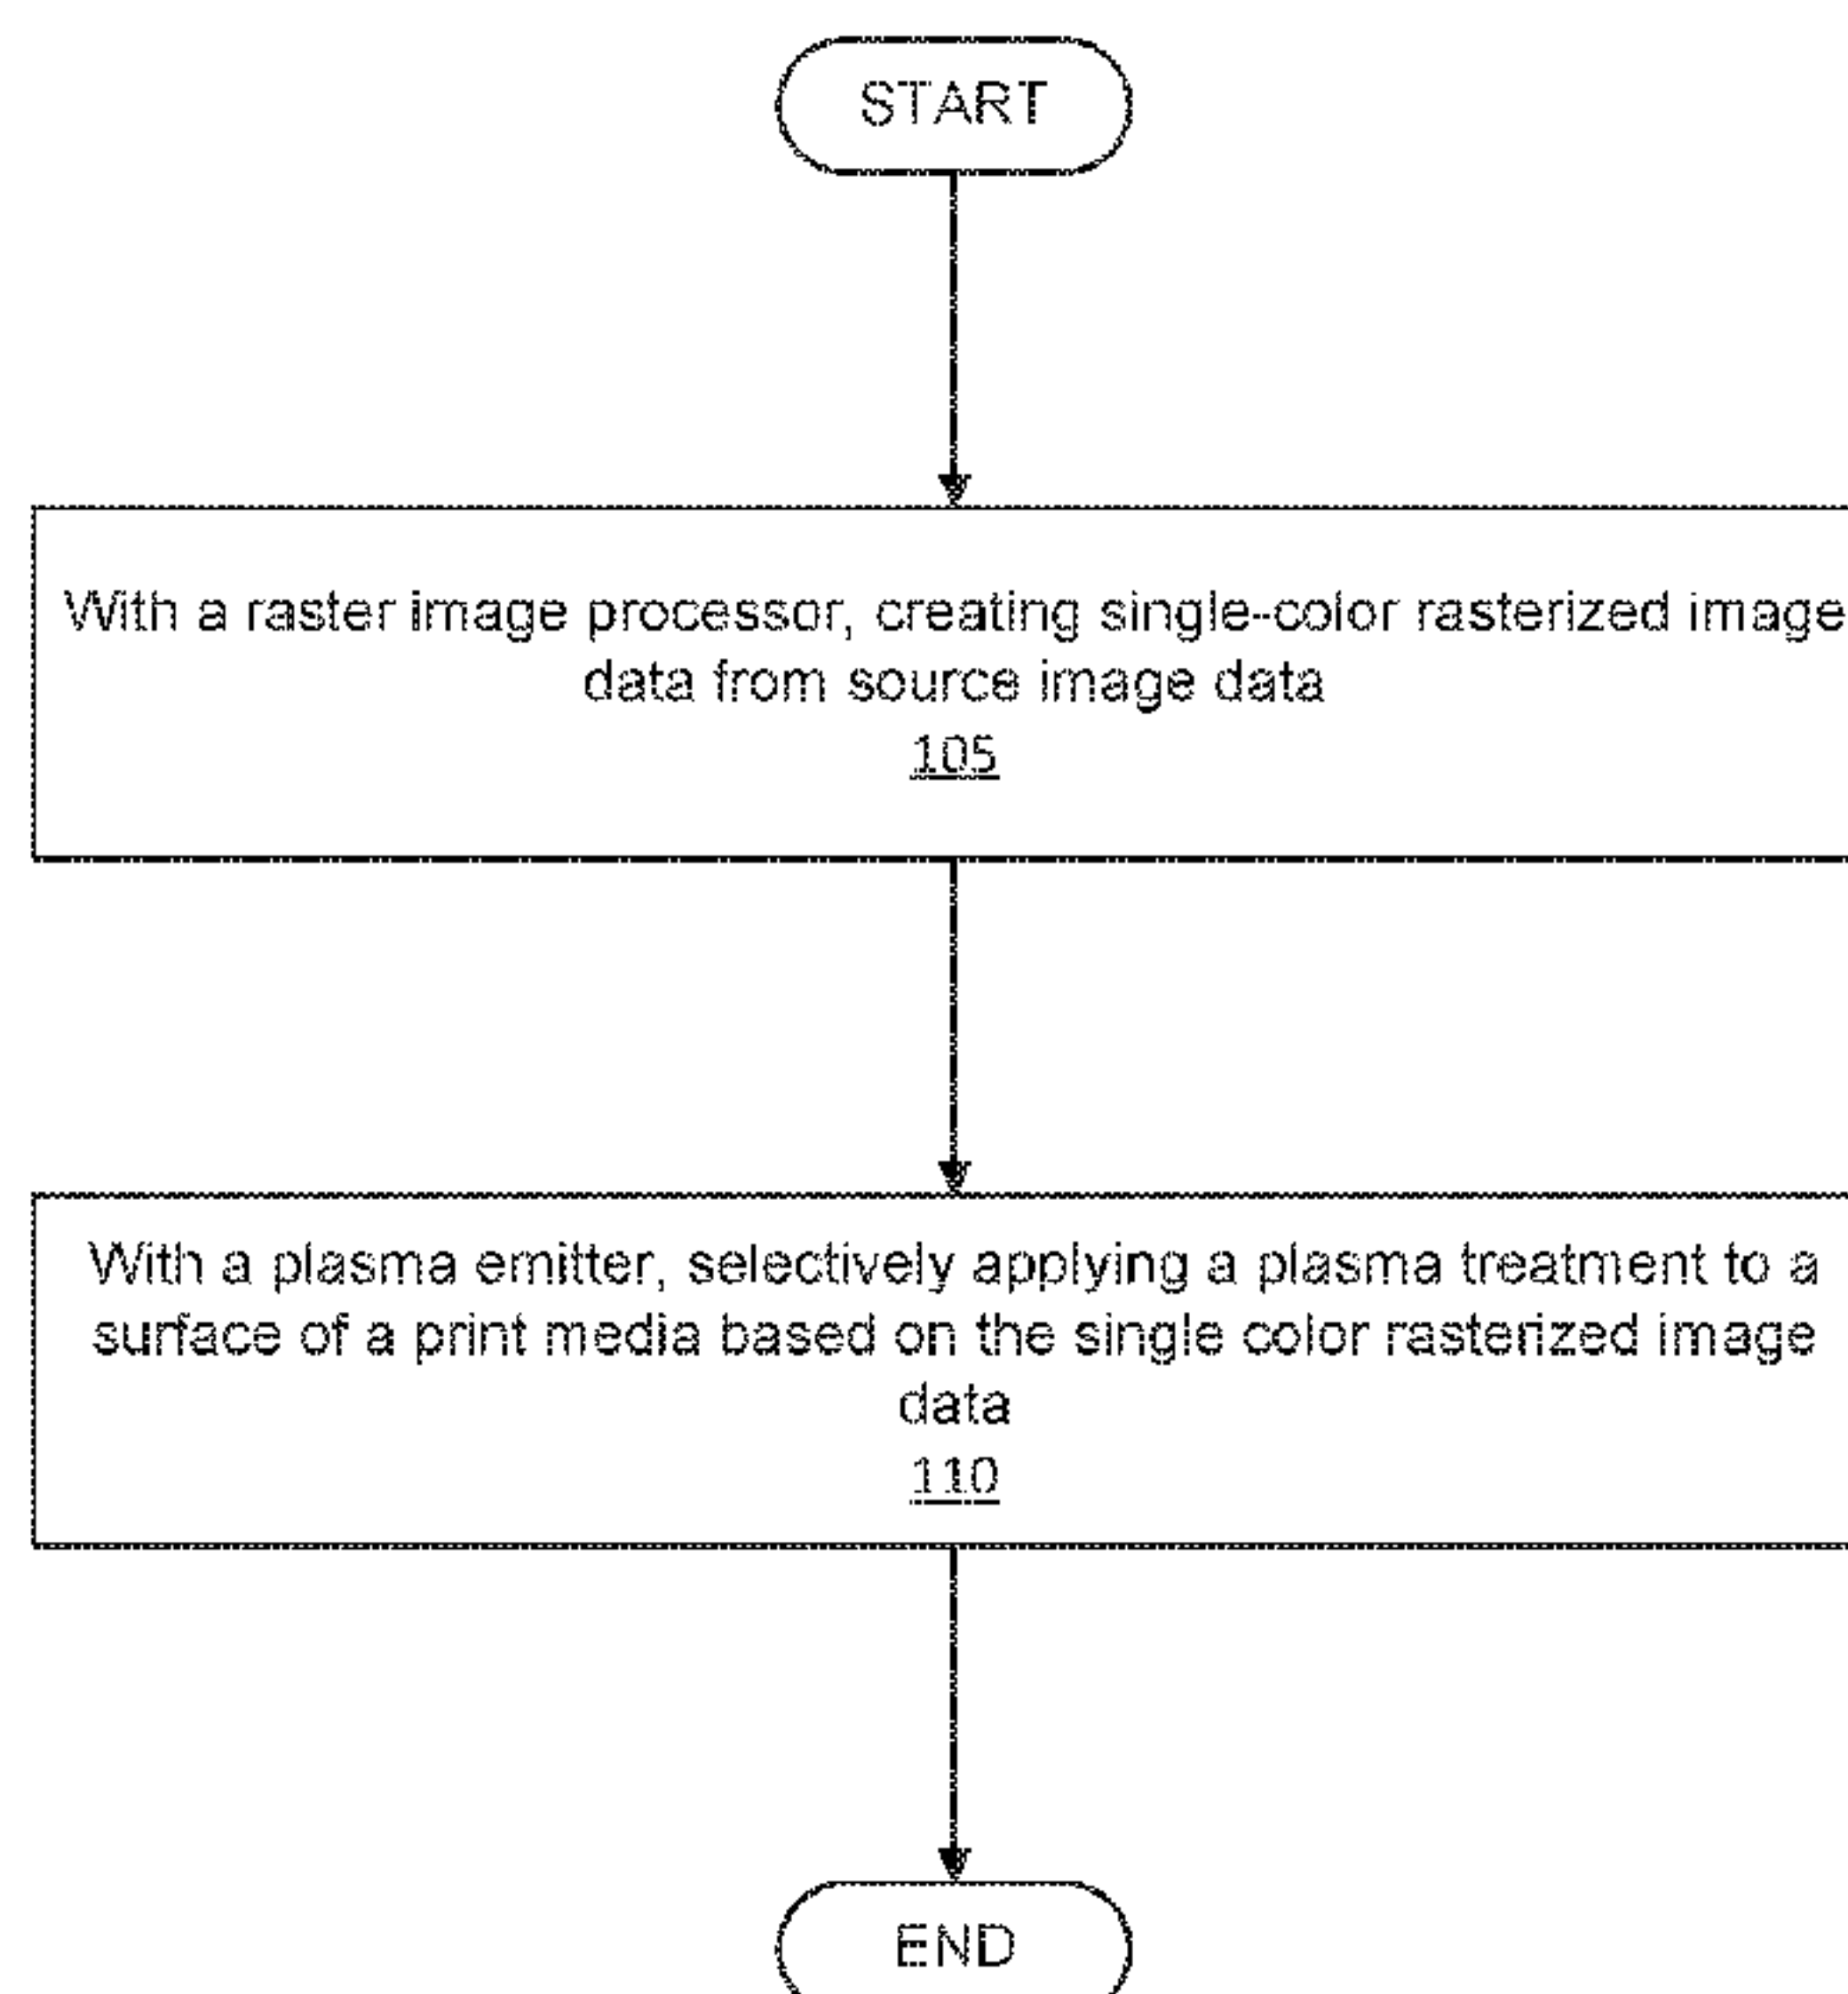 START
With a raster image processor, creating single-color rasterized image
data from source image data
105
With a plasma emitter, selectively applying a plasma treatment to a
surface of a print media based on the single color rasterized image
data
110
END